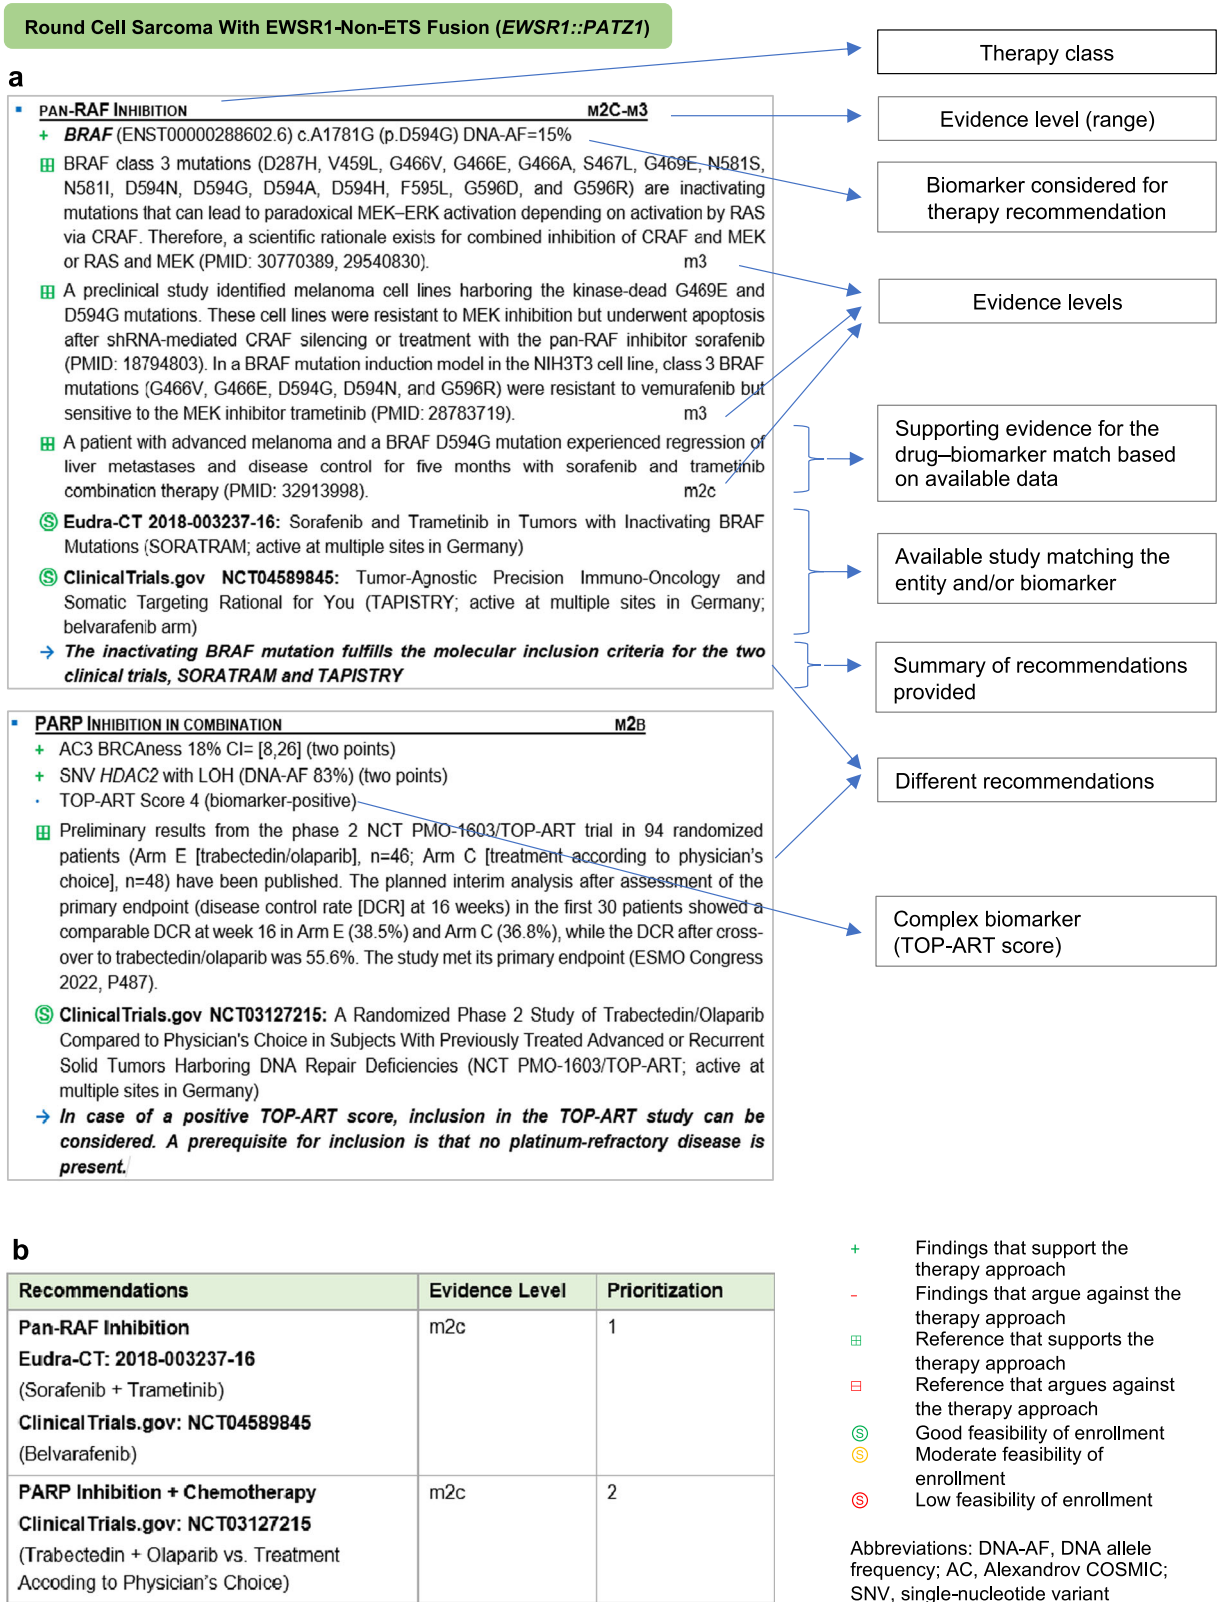 Round Cell Sarcoma With EWSR1-Non-ETS Fusion (EWSR1::PATZ1)
a
PAN-RAF INHIBITION M2C-M3
+ BRAF (ENST00000288602.6) c.A1781G (p.D594G) DNA-AF=15%
BRAF class 3 mutations (D287H, V459L, G466V, G466E, G466A, S467L, G469E, N581S,
N581I, D594N, D594G, D594A, D594H, F595L, G596D, and G596R) are inactivating
mutations that can lead to paradoxical MEK–ERK activation depending on activation by RAS
via CRAF. Therefore, a scientific rationale exists for combined inhibition of CRAF and MEK
or RAS and MEK (PMID: 30770389, 29540830). m3
A preclinical study identified melanoma cell lines harboring the kinase-dead G469E and
D594G mutations. These cell lines were resistant to MEK inhibition but underwent apoptosis
after shRNA-mediated CRAF silencing or treatment with the pan-RAF inhibitor sorafenib
(PMID: 18794803). In a BRAF mutation induction model in the NIH3T3 cell line, class 3 BRAF
mutations (G466V, G466E, D594G, D594N, and G596R) were resistant to vemurafenib but
sensitive to the MEK inhibitor trametinib (PMID: 28783719). m3
A patient with advanced melanoma and a BRAF D594G mutation experienced regression of
liver metastases and disease control for five months with sorafenib and trametinib
combination therapy (PMID: 32913998). m2c
S Eudra-CT 2018-003237-16: Sorafenib and Trametinib in Tumors with Inactivating BRAF
Mutations (SORATRAM; active at multiple sites in Germany)
S ClinicalTrials.gov NCT04589845: Tumor-Agnostic Precision Immuno-Oncology and
Somatic Targeting Rational for You (TAPISTRY; active at multiple sites in Germany;
belvarafenib arm)
→ The inactivating BRAF mutation fulfills the molecular inclusion criteria for the two
clinical trials, SORATRAM and TAPISTRY
Therapy class
Evidence level (range)
Biomarker considered for
therapy recommendation
Evidence levels
Supporting evidence for the
drug–biomarker match based
on available data
Available study matching the
entity and/or biomarker
Summary of recommendations
provided
Different recommendations
Complex biomarker
(TOP-ART score)
PARP INHIBITION IN COMBINATION M2B
+ AC3 BRCAness 18% CI= [8,26] (two points)
+ SNV HDAC2 with LOH (DNA-AF 83%) (two points)
TOP-ART Score 4 (biomarker-positive)
Preliminary results from the phase 2 NCT PMO-1603/TOP-ART trial in 94 randomized
patients (Arm E [trabectedin/olaparib], n=46; Arm C [treatment according to physician's
choice], n=48) have been published. The planned interim analysis after assessment of the
primary endpoint (disease control rate [DCR] at 16 weeks) in the first 30 patients showed a
comparable DCR at week 16 in Arm E (38.5%) and Arm C (36.8%), while the DCR after cross-
over to trabectedin/olaparib was 55.6%. The study met its primary endpoint (ESMO Congress
2022, P487).
S ClinicalTrials.gov NCT03127215: A Randomized Phase 2 Study of Trabectedin/Olaparib
Compared to Physician's Choice in Subjects With Previously Treated Advanced or Recurrent
Solid Tumors Harboring DNA Repair Deficiencies (NCT PMO-1603/TOP-ART; active at
multiple sites in Germany)
→ In case of a positive TOP-ART score, inclusion in the TOP-ART study can be
considered. A prerequisite for inclusion is that no platinum-refractory disease is
present.
b
Recommendations Evidence Level Prioritization
Pan-RAF Inhibition m2c 1
Eudra-CT: 2018-003237-16
(Sorafenib + Trametinib)
ClinicalTrials.gov: NCT04589845
(Belvarafenib)
PARP Inhibition + Chemotherapy m2c 2
ClinicalTrials.gov: NCT03127215
(Trabectedin + Olaparib vs. Treatment
Accoding to Physician's Choice)
+ Findings that support the
therapy approach
- Findings that argue against the
therapy approach
Reference that supports the
therapy approach
Reference that argues against
the therapy approach
S Good feasibility of enrollment
S Moderate feasibility of
enrollment
S Low feasibility of enrollment
Abbreviations: DNA-AF, DNA allele
frequency; AC, Alexandrov COSMIC;
SNV, single-nucleotide variant